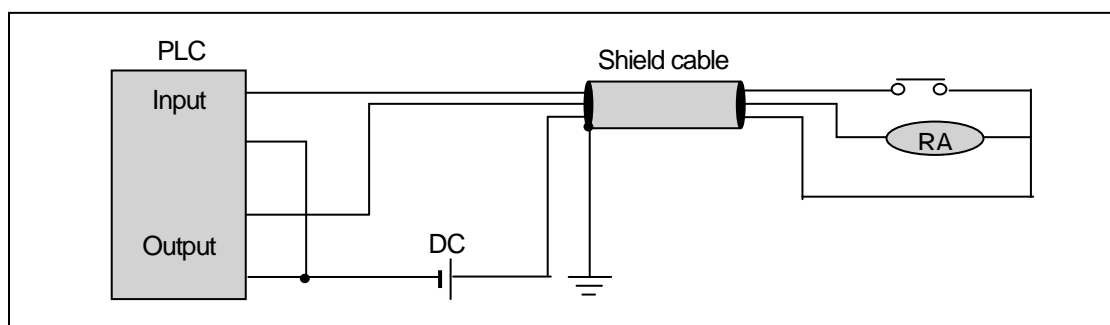 PLC
Shield cable
Input
RA
Output
DC